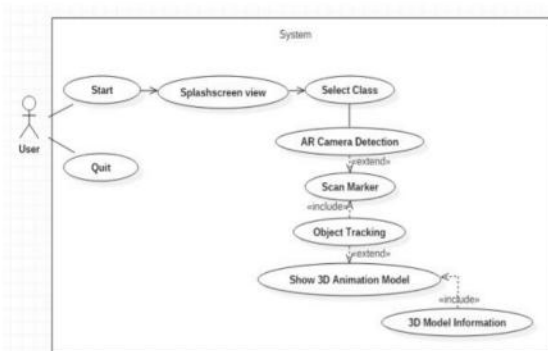 System
Start
Splashscreen view
Select Class
User
AR Camera Detection
«extend»
Quit
Scan Marker
«include»
Object Tracking
«extend»
Show 3D Animation Model
«include»
3D Model Information